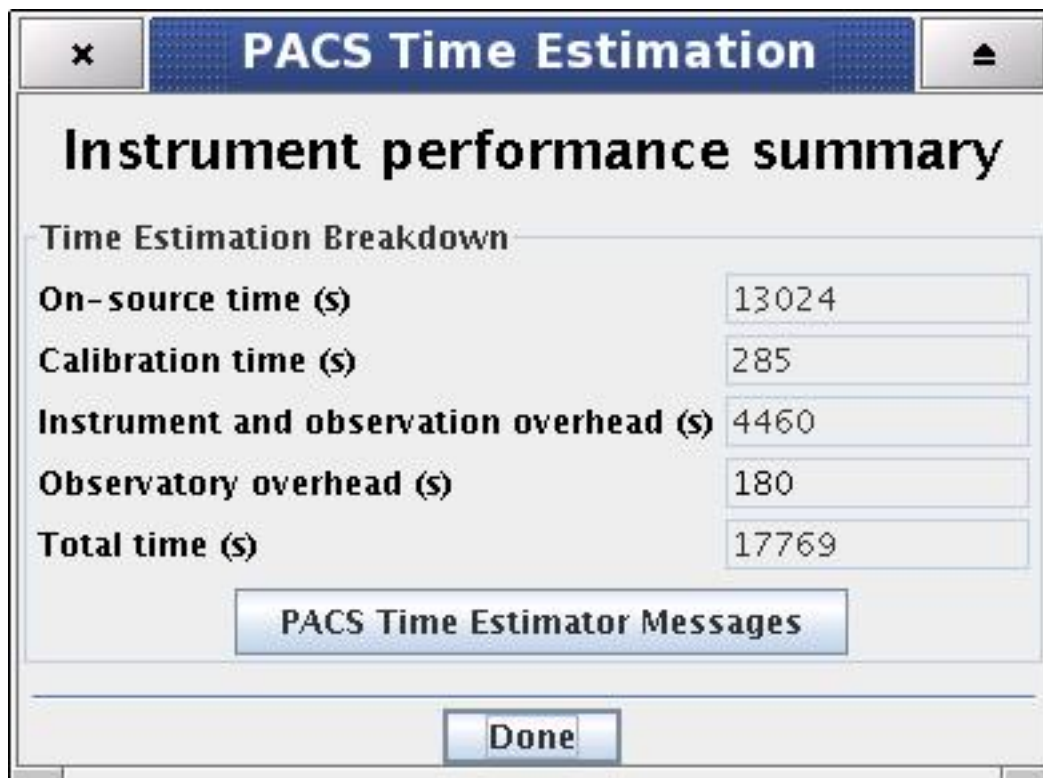 PACS Time Estimation
Instrument performance summary
Time Estimation Breakdown
On-source time (s) 13024
Calibration time (s) 285
Instrument and observation overhead (s) 4460
Observatory overhead (s) 180
Total time (s) 17769
PACS Time Estimator Messages
Done